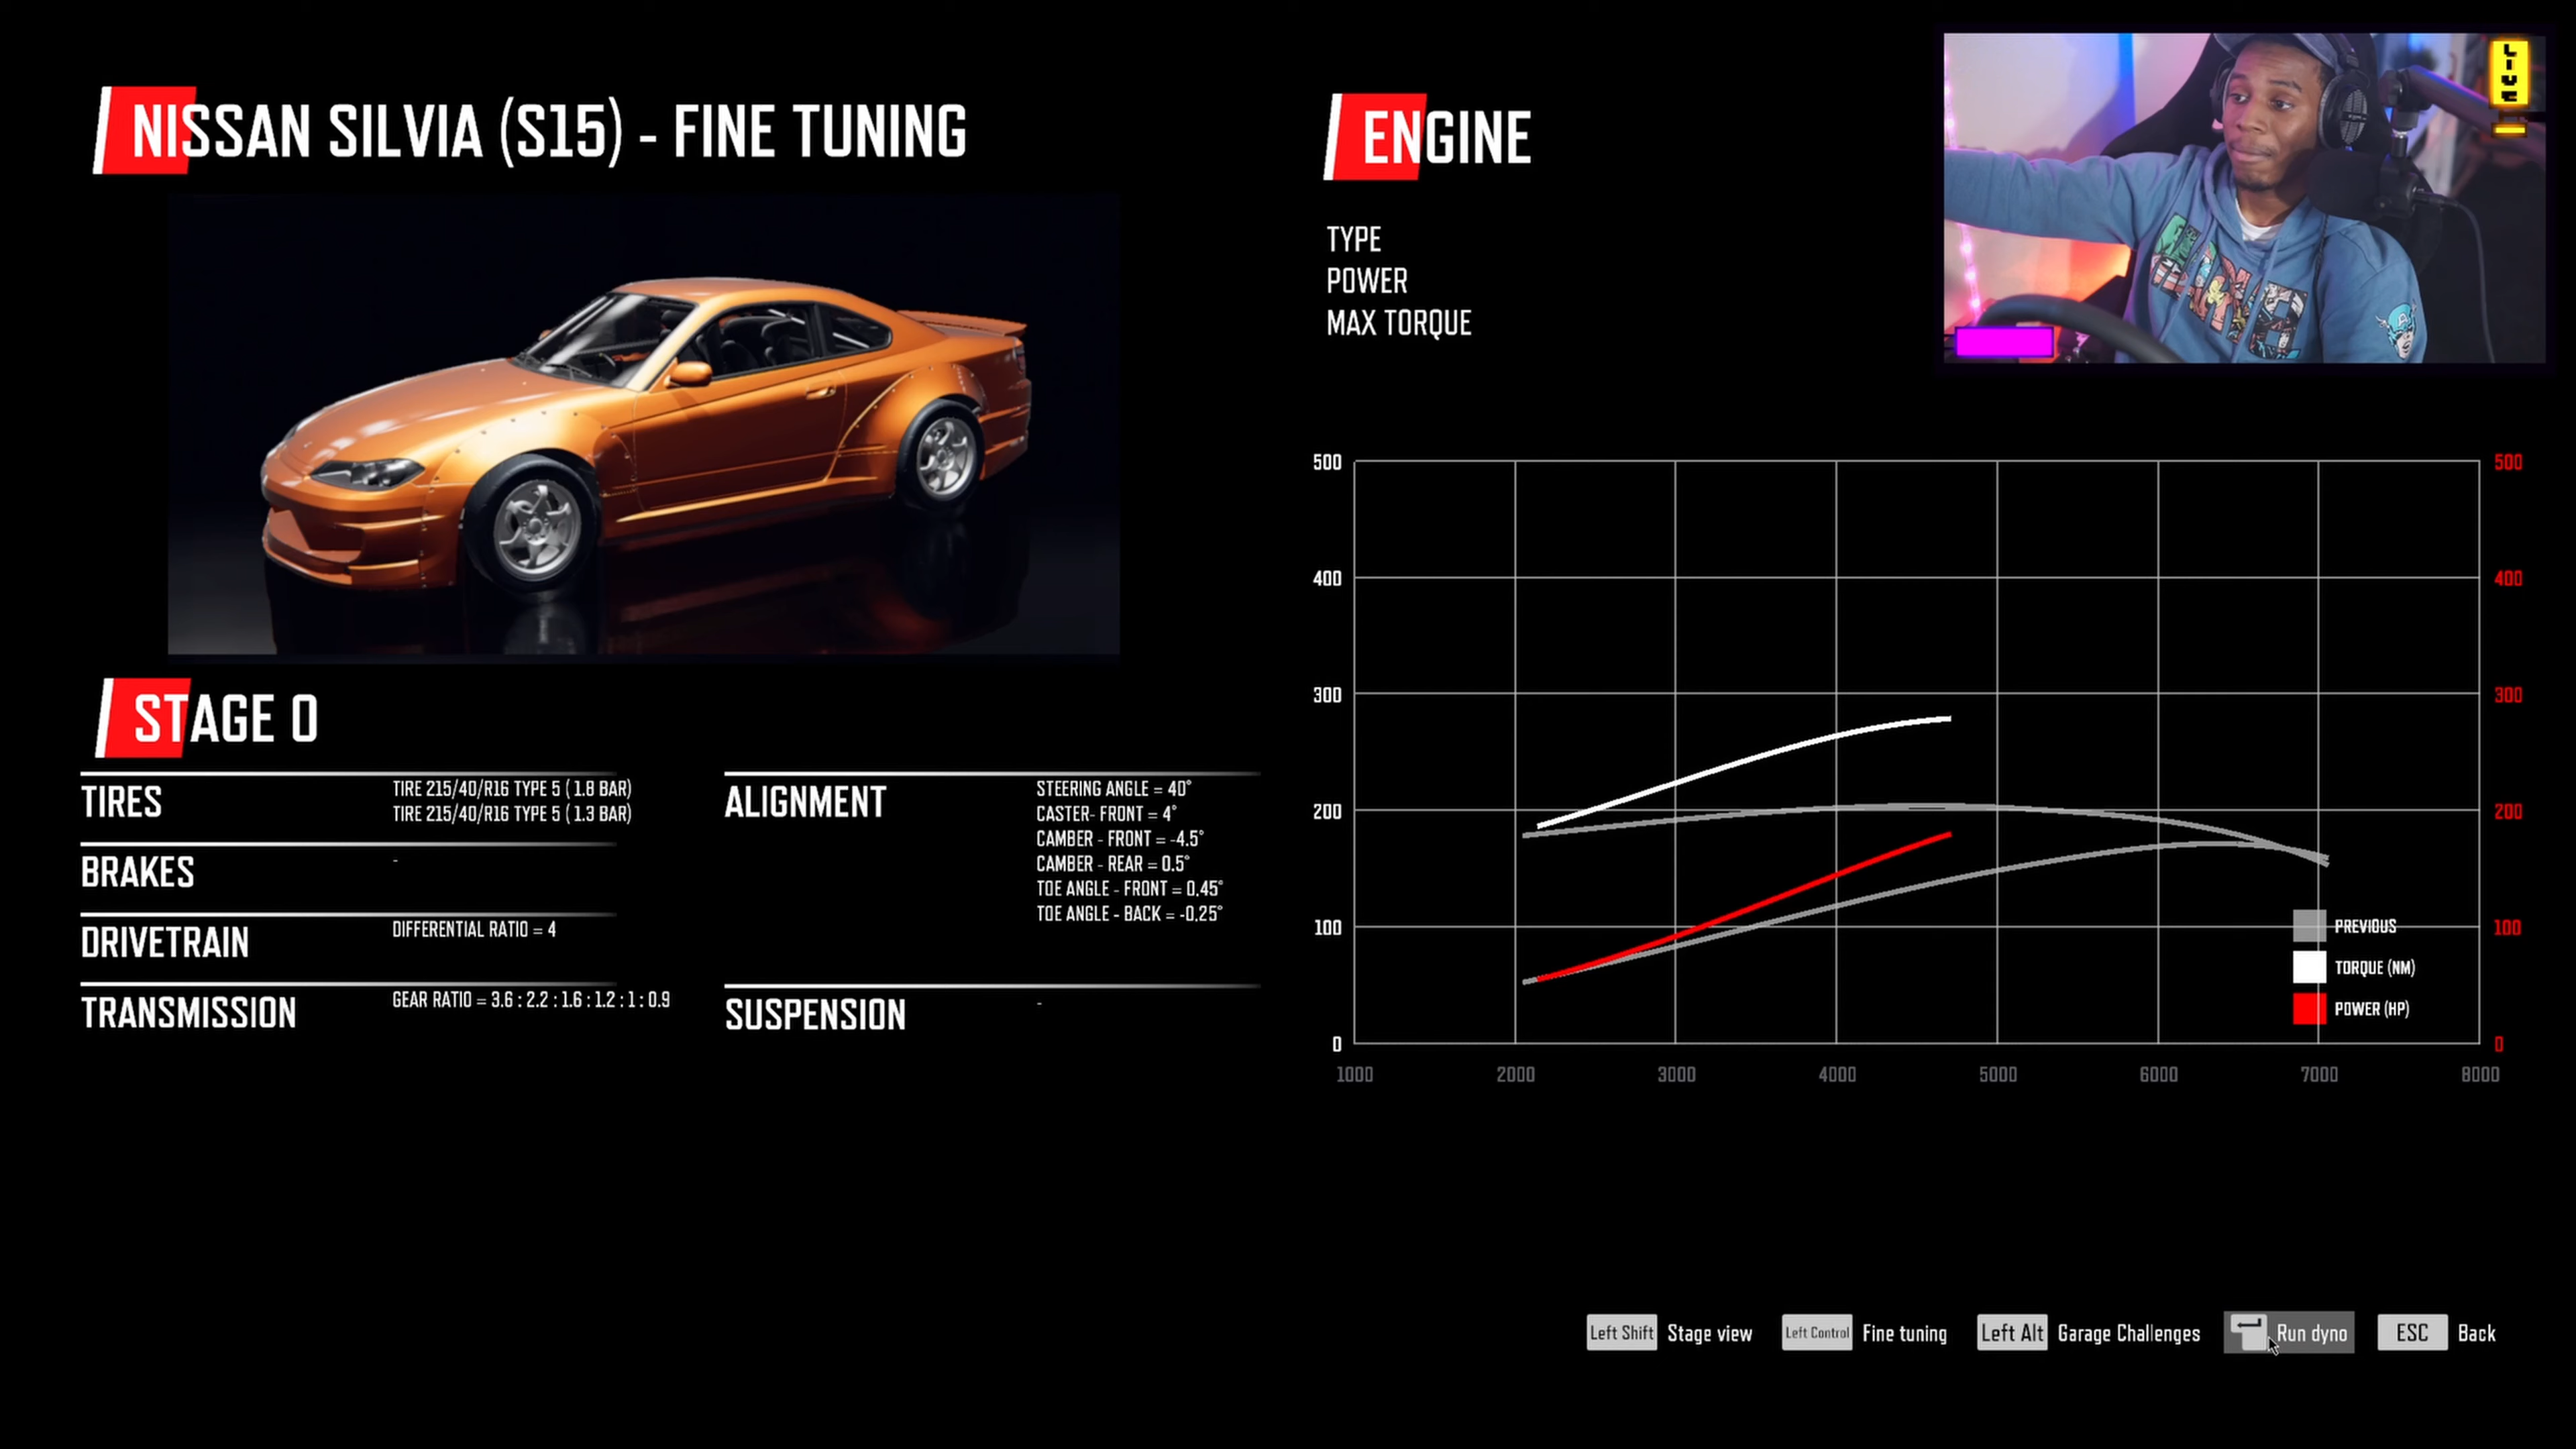 NISSAN SILVIA (S15) - FINE TUNING
ENGINE
TYPE
POWER
MAX TORQUE
LIVE
STAGE 0
TIRES
TIRE 215/40/R16 TYPE 5 ( 1.8 BAR)
TIRE 215/40/R16 TYPE 5 ( 1.3 BAR)
BRAKES
-
DRIVETRAIN
DIFFERENTIAL RATIO = 4
TRANSMISSION
GEAR RATIO = 3.6 : 2.2 : 1.6 : 1.2 : 1 : 0.9
ALIGNMENT
STEERING ANGLE = 40°
CASTER- FRONT = 4°
CAMBER - FRONT = -4.5°
CAMBER - REAR = 0.5°
TOE ANGLE - FRONT = 0.45°
TOE ANGLE - BACK = -0.25°
SUSPENSION
-
500 500
400 400
300 300
200 200
100 100
0 0
1000 2000 3000 4000 5000 6000 7000 8000
PREVIOUS
TORQUE (NM)
POWER (HP)
Left Shift Stage view Left Control Fine tuning Left Alt Garage Challenges Run dyno ESC Back